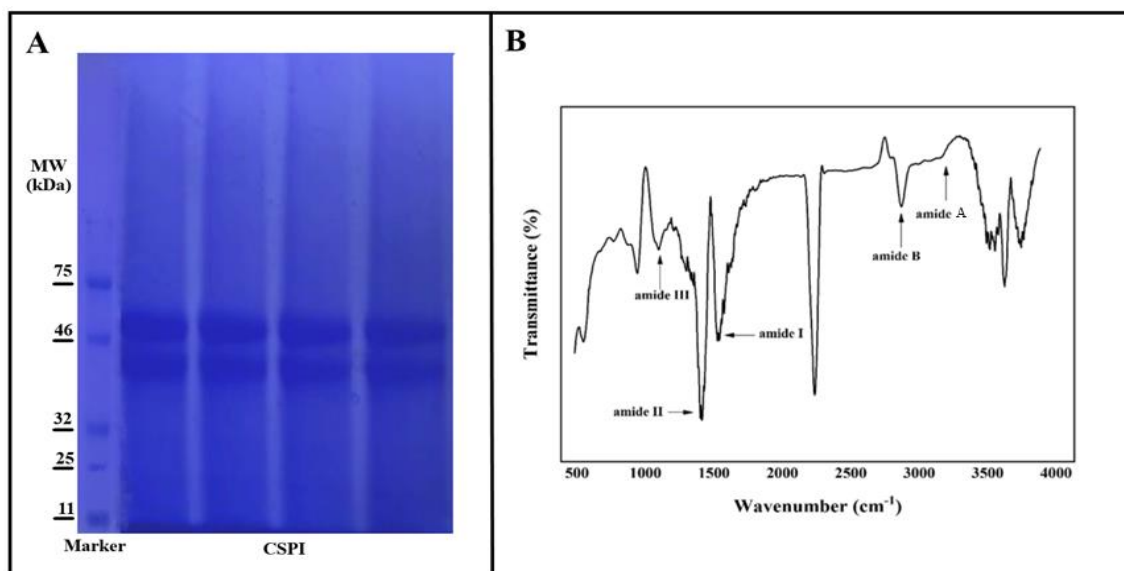 A
MW
(kDa)
75
46
32
25
11
Marker
CSPI
B
Transmittance (%)
amide III
amide II
amide I
amide B
amide A
500 1000 1500 2000 2500 3000 3500 4000
Wavenumber (cm⁻¹)